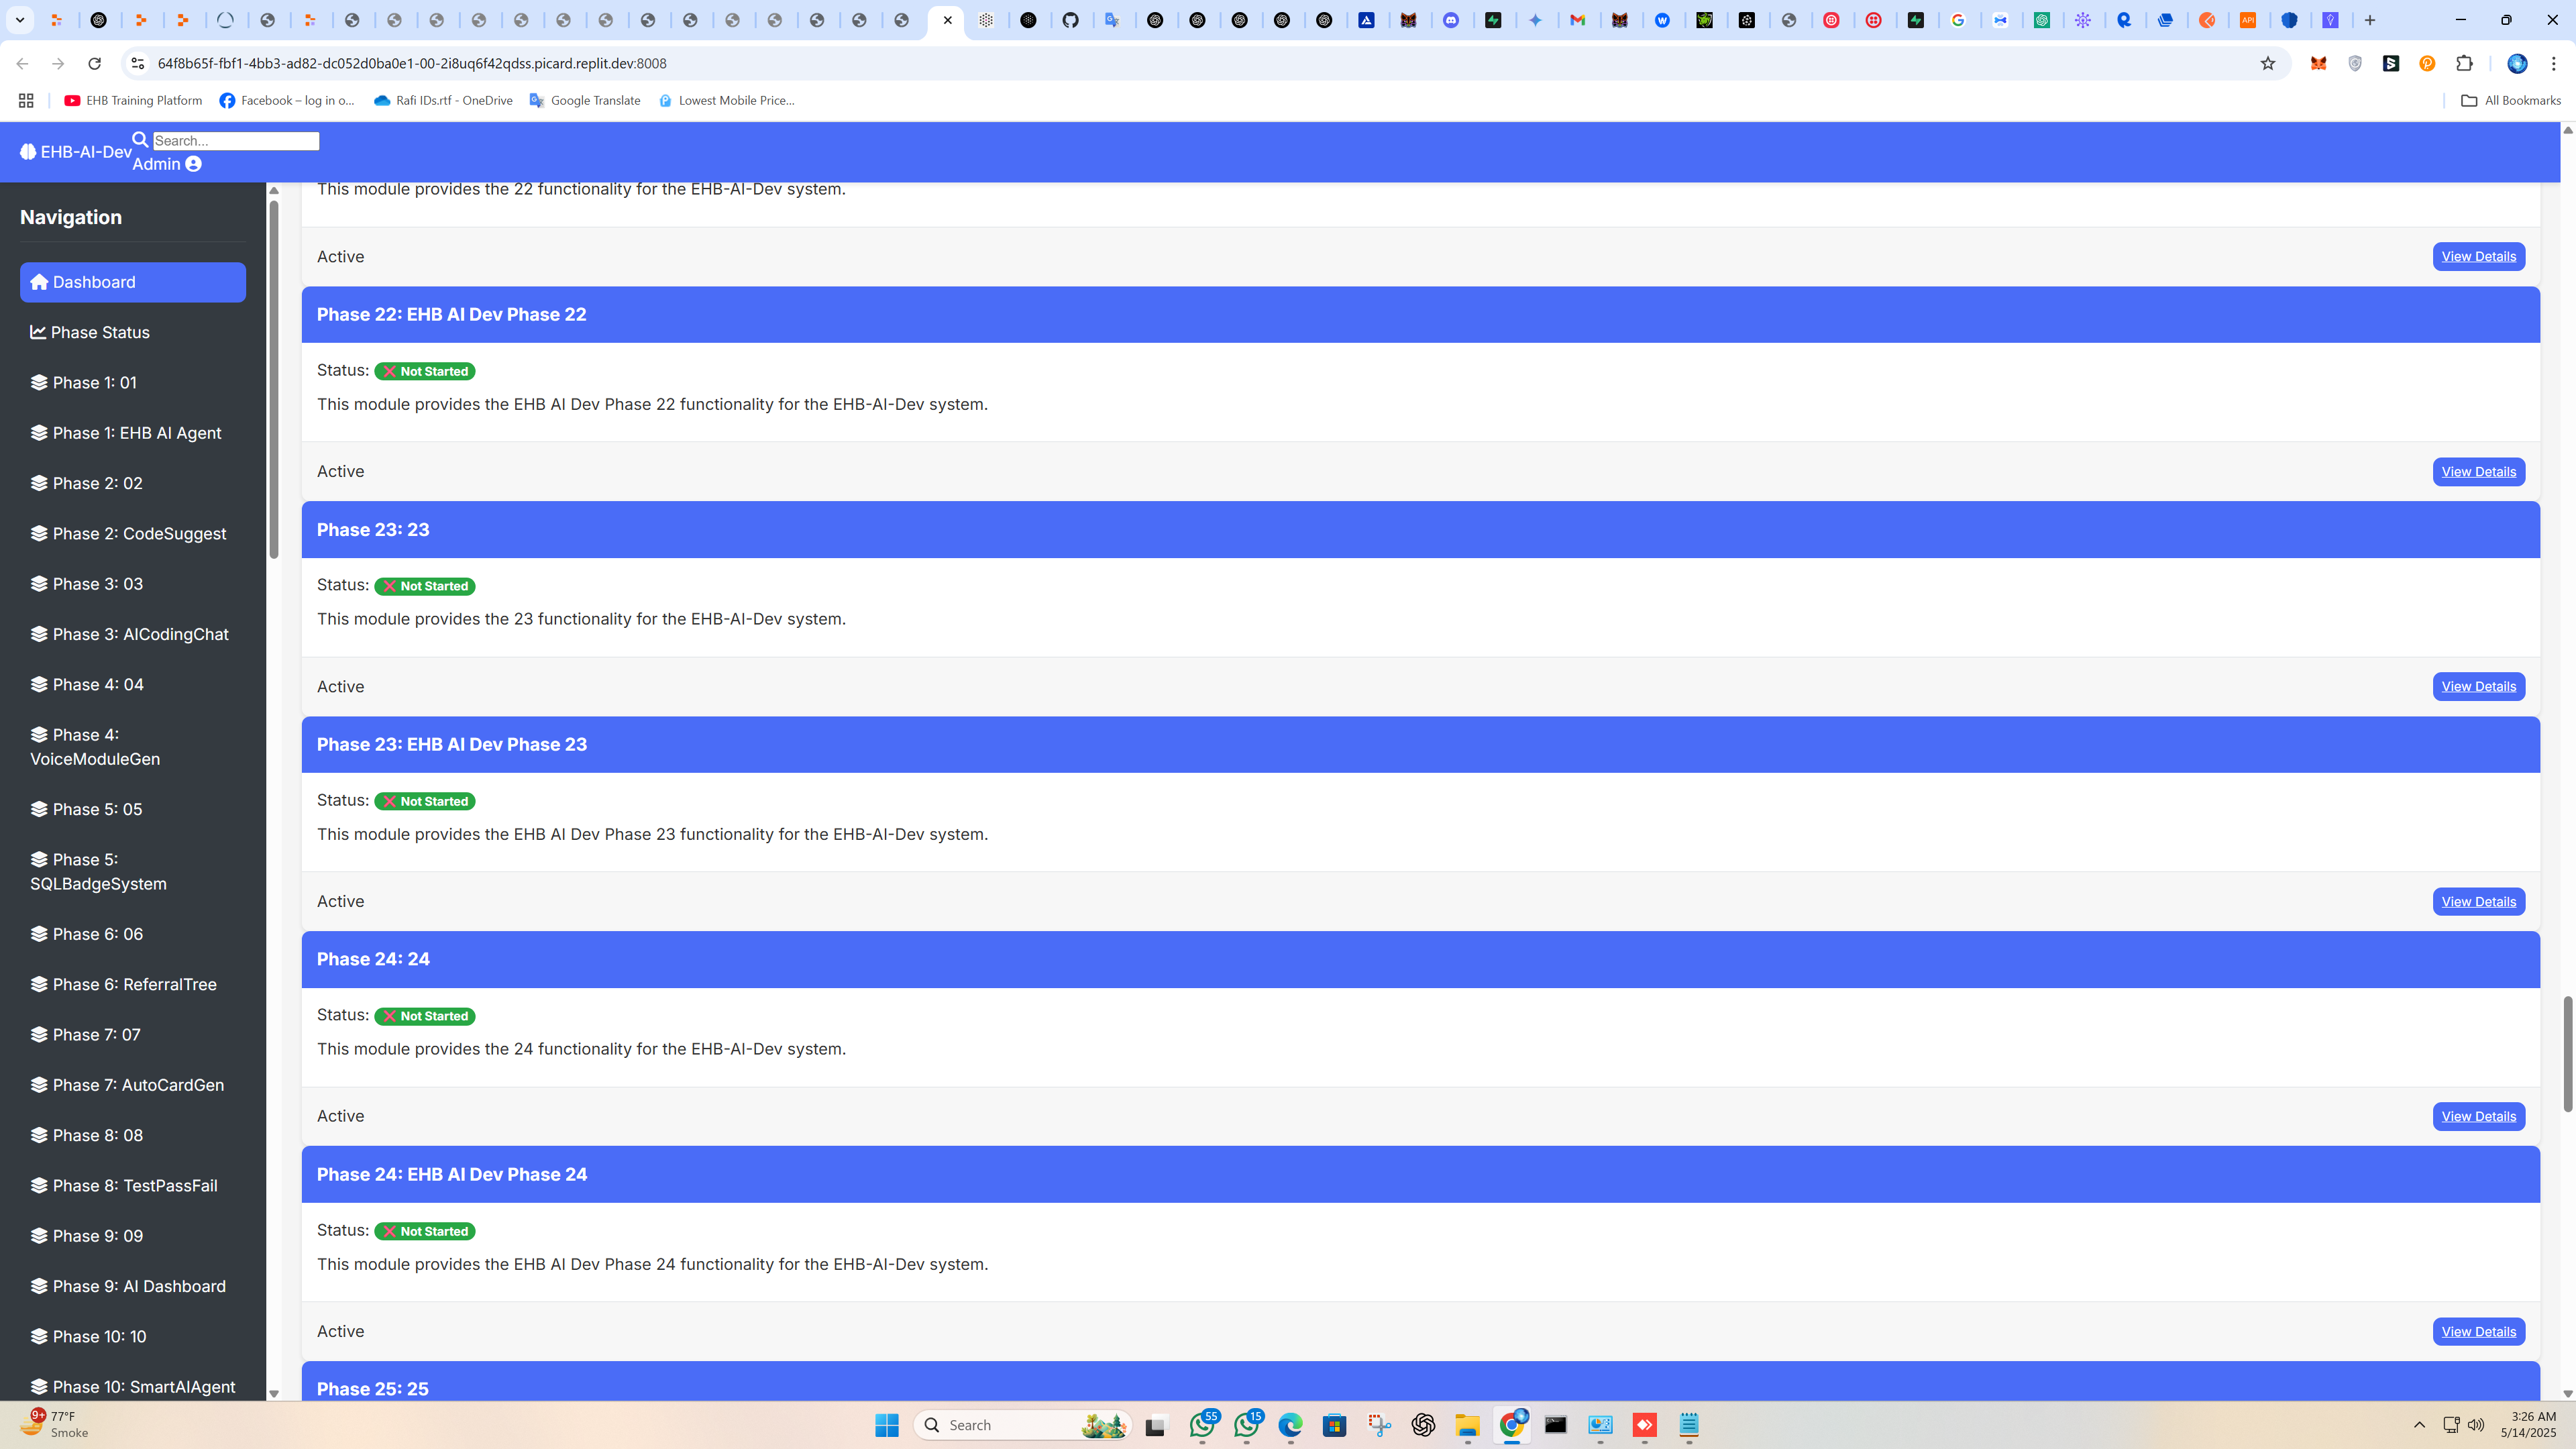 64f8b65f-fbf1-4bb3-ad82-dc052d0ba0e1-00-2i8uq6f42qdss.picard.replit.dev:8008
EHB Training Platform
Facebook – log in o...
Rafi IDs.rtf - OneDrive
Google Translate
Lowest Mobile Price...
All Bookmarks
EHB-AI-Dev
Search...
Admin
Navigation
Dashboard
Phase Status
Phase 1: 01
Phase 1: EHB AI Agent
Phase 2: 02
Phase 2: CodeSuggest
Phase 3: 03
Phase 3: AICodingChat
Phase 4: 04
Phase 4:
VoiceModuleGen
Phase 5: 05
Phase 5:
SQLBadgeSystem
Phase 6: 06
Phase 6: ReferralTree
Phase 7: 07
Phase 7: AutoCardGen
Phase 8: 08
Phase 8: TestPassFail
Phase 9: 09
Phase 9: AI Dashboard
Phase 10: 10
Phase 10: SmartAIAgent
This module provides the 22 functionality for the EHB-AI-Dev system.
Active
View Details
Phase 22: EHB AI Dev Phase 22
Status: ❌ Not Started
This module provides the EHB AI Dev Phase 22 functionality for the EHB-AI-Dev system.
Active
View Details
Phase 23: 23
Status: ❌ Not Started
This module provides the 23 functionality for the EHB-AI-Dev system.
Active
View Details
Phase 23: EHB AI Dev Phase 23
Status: ❌ Not Started
This module provides the EHB AI Dev Phase 23 functionality for the EHB-AI-Dev system.
Active
View Details
Phase 24: 24
Status: ❌ Not Started
This module provides the 24 functionality for the EHB-AI-Dev system.
Active
View Details
Phase 24: EHB AI Dev Phase 24
Status: ❌ Not Started
This module provides the EHB AI Dev Phase 24 functionality for the EHB-AI-Dev system.
Active
View Details
Phase 25: 25
9+
77°F
Smoke
Search
55
15
3:26 AM
5/14/2025